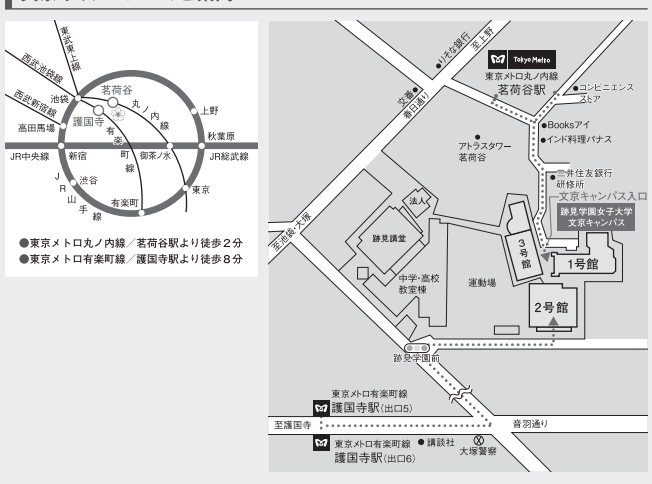 東武東上線
西武池袋線
西武新宿線
池袋
茗荷谷
丸ノ内線
護国寺
有楽町線
上野
高田馬場
秋葉原
JR中央線
新宿
御茶ノ水
JR総武線
渋谷
JR山手線
東京
有楽町
●東京メトロ丸ノ内線／茗荷谷駅より徒歩2分
●東京メトロ有楽町線／護国寺駅より徒歩8分
●りそな銀行
至上野
Tokyo Metro
東京メトロ丸ノ内線
茗荷谷駅
●コンビニエンス
ストア
交番●
春日通り
●Booksアイ
●インド料理パナス
アトラスタワー
茗荷谷
三井住友銀行
研修所
文京キャンパス入口
跡見学園女子大学
文京キャンパス
法人
跡見講堂
3号館
1号館
至池袋・大塚
中学・高校
教室棟
運動場
2号館
跡見学園前
東京メトロ有楽町線
護国寺駅(出口5)
至護国寺
音羽通り
東京メトロ有楽町線
護国寺駅(出口6)
●講談社
大塚警察